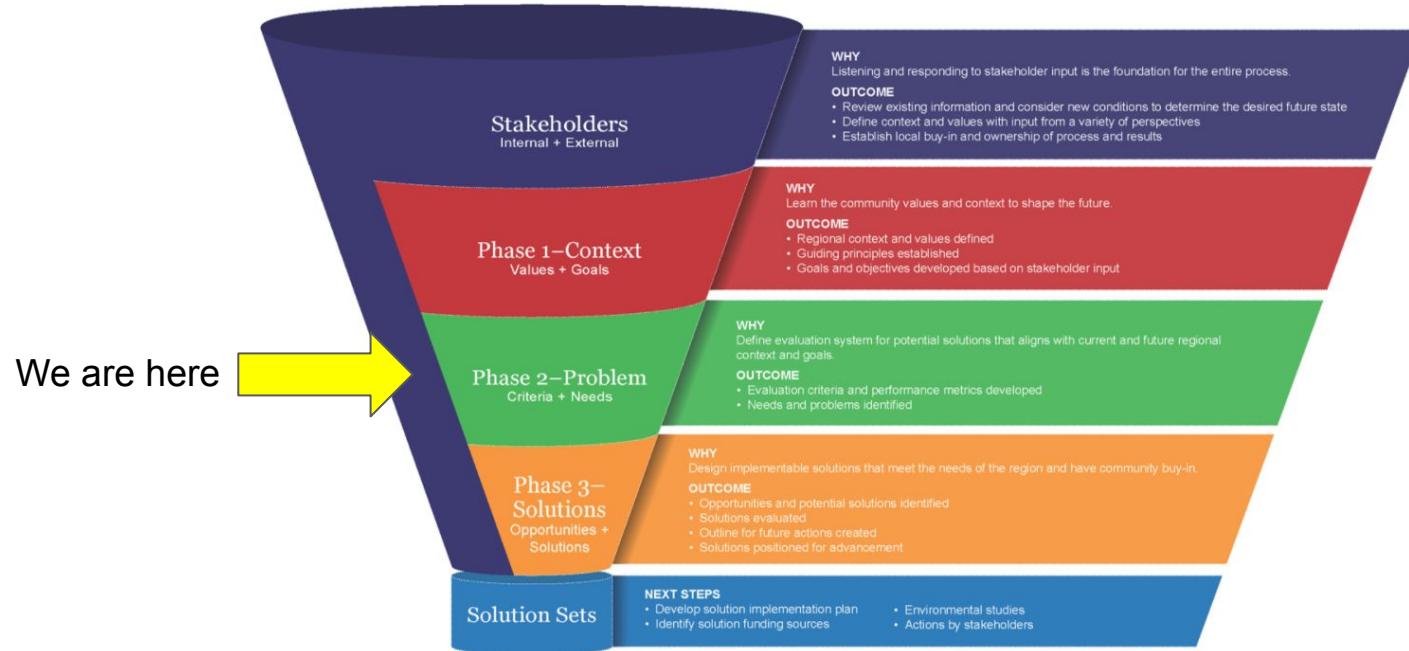 WHY
Listening and responding to stakeholder input is the foundation for the entire process.
OUTCOME
• Review existing information and consider new conditions to determine the desired future state
• Define context and values with input from a variety of perspectives
• Establish local buy-in and ownership of process and results
Stakeholders
Internal + External
WHY
Learn the community values and context to shape the future.
OUTCOME
• Regional context and values defined
• Guiding principles established
• Goals and objectives developed based on stakeholder input
Phase 1–Context
Values + Goals
We are here
WHY
Define evaluation system for potential solutions that aligns with current and future regional
context and goals.
OUTCOME
• Evaluation criteria and performance metrics developed
• Needs and problems identified
Phase 2–Problem
Criteria + Needs
WHY
Design implementable solutions that meet the needs of the region and have community buy-in.
OUTCOME
• Opportunities and potential solutions identified
• Solutions evaluated
• Outline for future actions created
• Solutions positioned for advancement
Phase 3–
Solutions
Opportunities +
Solutions
Solution Sets
NEXT STEPS
• Develop solution implementation plan
• Identify solution funding sources
• Environmental studies
• Actions by stakeholders